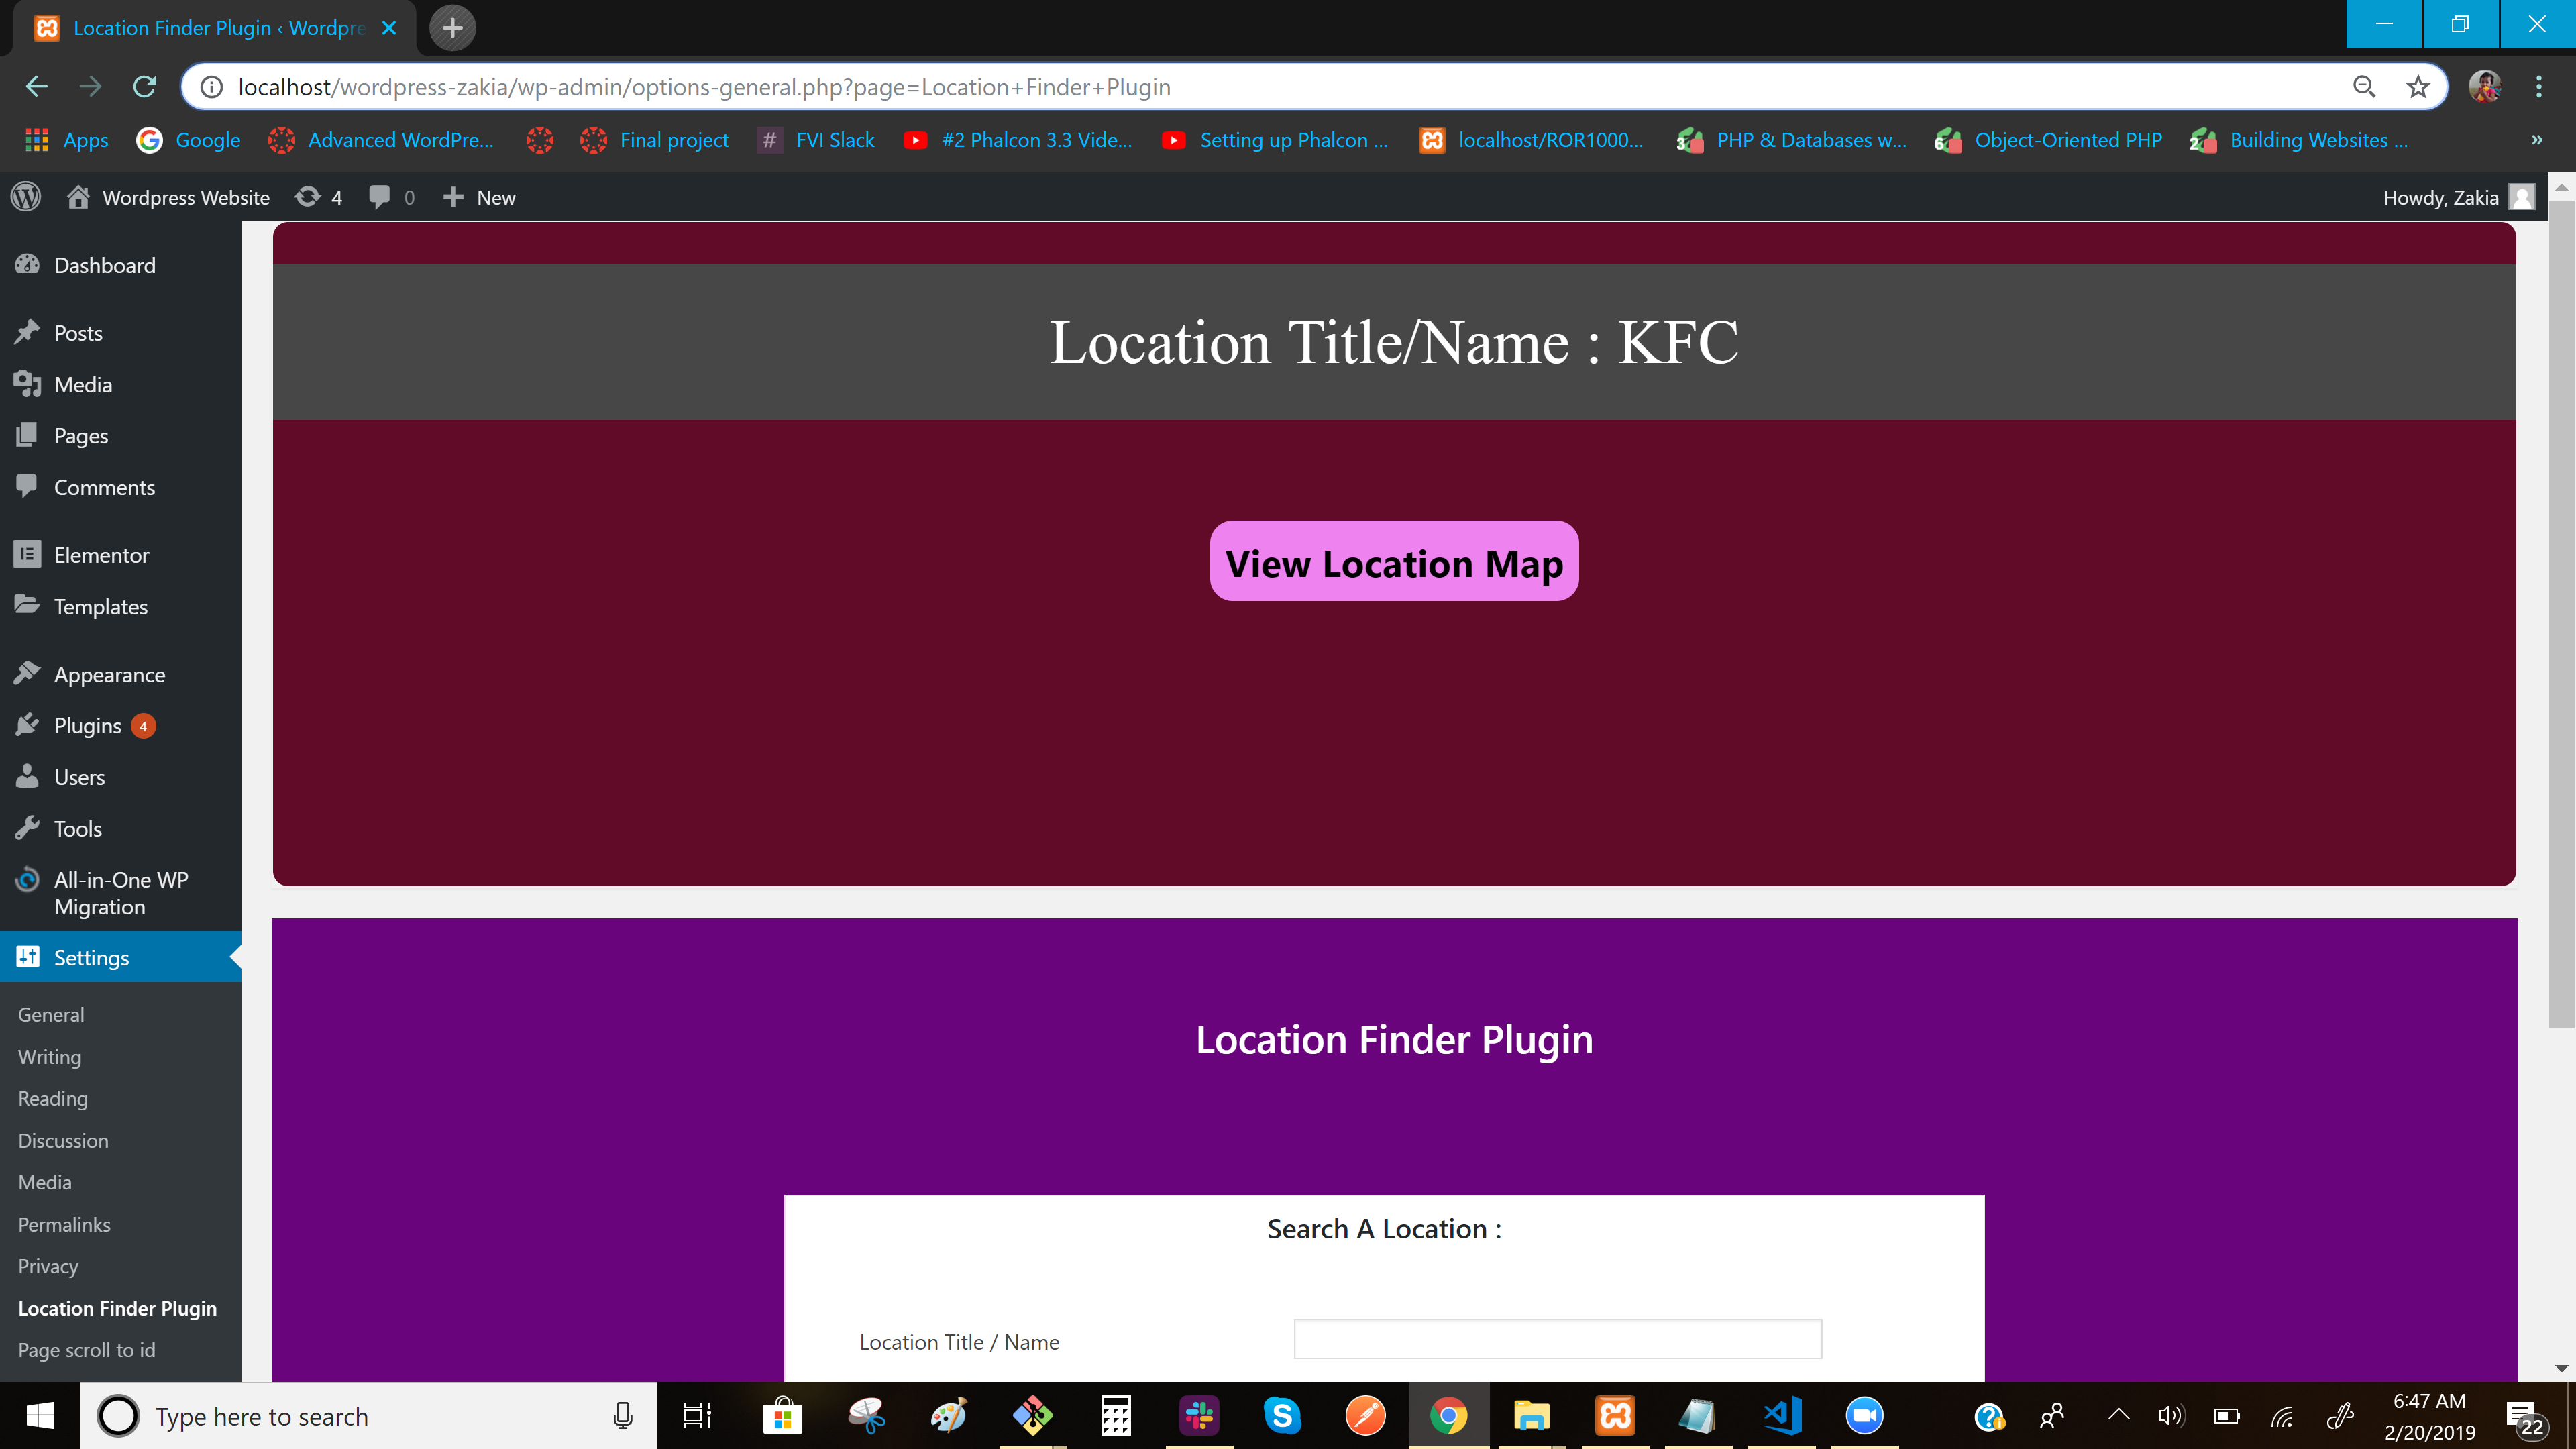 Location Finder Plugin ‹ Wordpre
localhost/wordpress-zakia/wp-admin/options-general.php?page=Location+Finder+Plugin
Apps Google Advanced WordPre... Final project # FVI Slack #2 Phalcon 3.3 Vide... Setting up Phalcon ... localhost/ROR1000... PHP & Databases w... Object-Oriented PHP Building Websites ... »
Wordpress Website 4 0 New Howdy, Zakia
Dashboard
Posts
Media
Pages
Comments
Elementor
Templates
Appearance
Plugins 4
Users
Tools
All-in-One WP
Migration
Settings
General
Writing
Reading
Discussion
Media
Permalinks
Privacy
Location Finder Plugin
Page scroll to id
Location Title/Name : KFC
View Location Map
Location Finder Plugin
Search A Location :
Location Title / Name
Type here to search
6:47 AM
2/20/2019
22